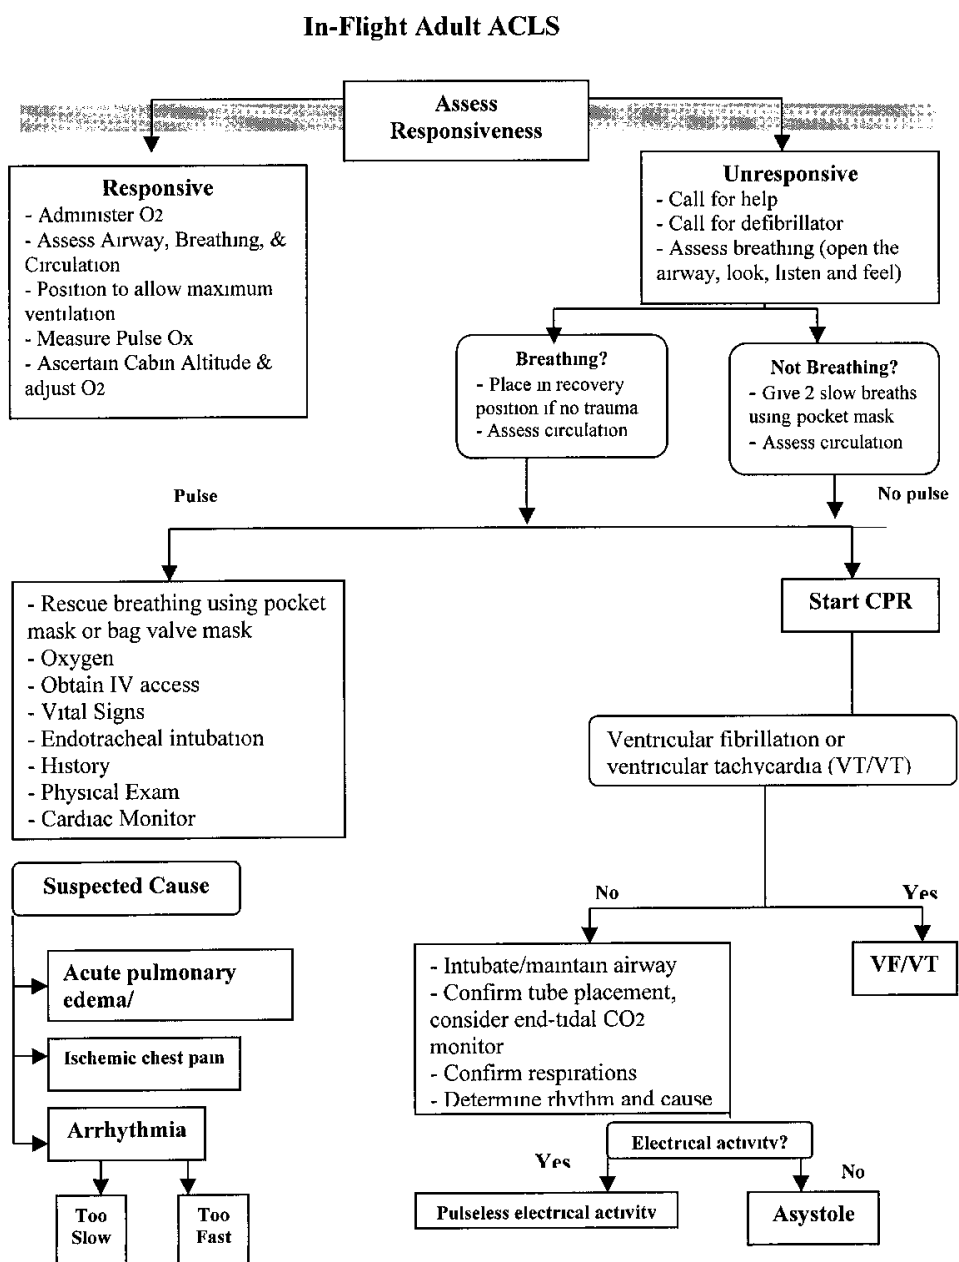 In-Flight Adult ACLS
Assess
Responsiveness
Responsive
- Administer O2
- Assess Airway, Breathing, &
Circulation
- Position to allow maximum
ventilation
- Measure Pulse Ox
- Ascertain Cabin Altitude &
adjust O2
Unresponsive
- Call for help
- Call for defibrillator
- Assess breathing (open the
airway, look, listen and feel)
Breathing?
- Place in recovery
position if no trauma
- Assess circulation
Not Breathing?
- Give 2 slow breaths
using pocket mask
- Assess circulation
Pulse
No pulse
- Rescue breathing using pocket
mask or bag valve mask
- Oxygen
- Obtain IV access
- Vital Signs
- Endotracheal intubation
- History
- Physical Exam
- Cardiac Monitor
Start CPR
Ventricular fibrillation or
ventricular tachycardia (VT/VT)
Suspected Cause
Acute pulmonary
edema/
Ischemic chest pain
Arrhythmia
Too
Slow
Too
Fast
No
Yes
- Intubate/maintain airway
- Confirm tube placement,
consider end-tidal CO2
monitor
- Confirm respirations
- Determine rhythm and cause
VF/VT
Electrical activity?
Yes
No
Pulseless electrical activity
Asystole